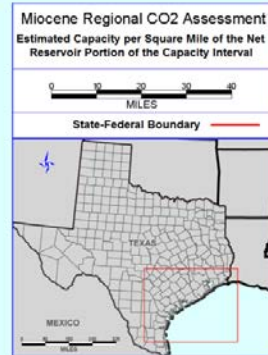 Miocene Regional CO2 Assessment
Estimated Capacity per Square Mile of the Net
Reservoir Portion of the Capacity Interval
0 10 20 30 40
MILES
State-Federal Boundary
TEXAS
MEXICO
MILES